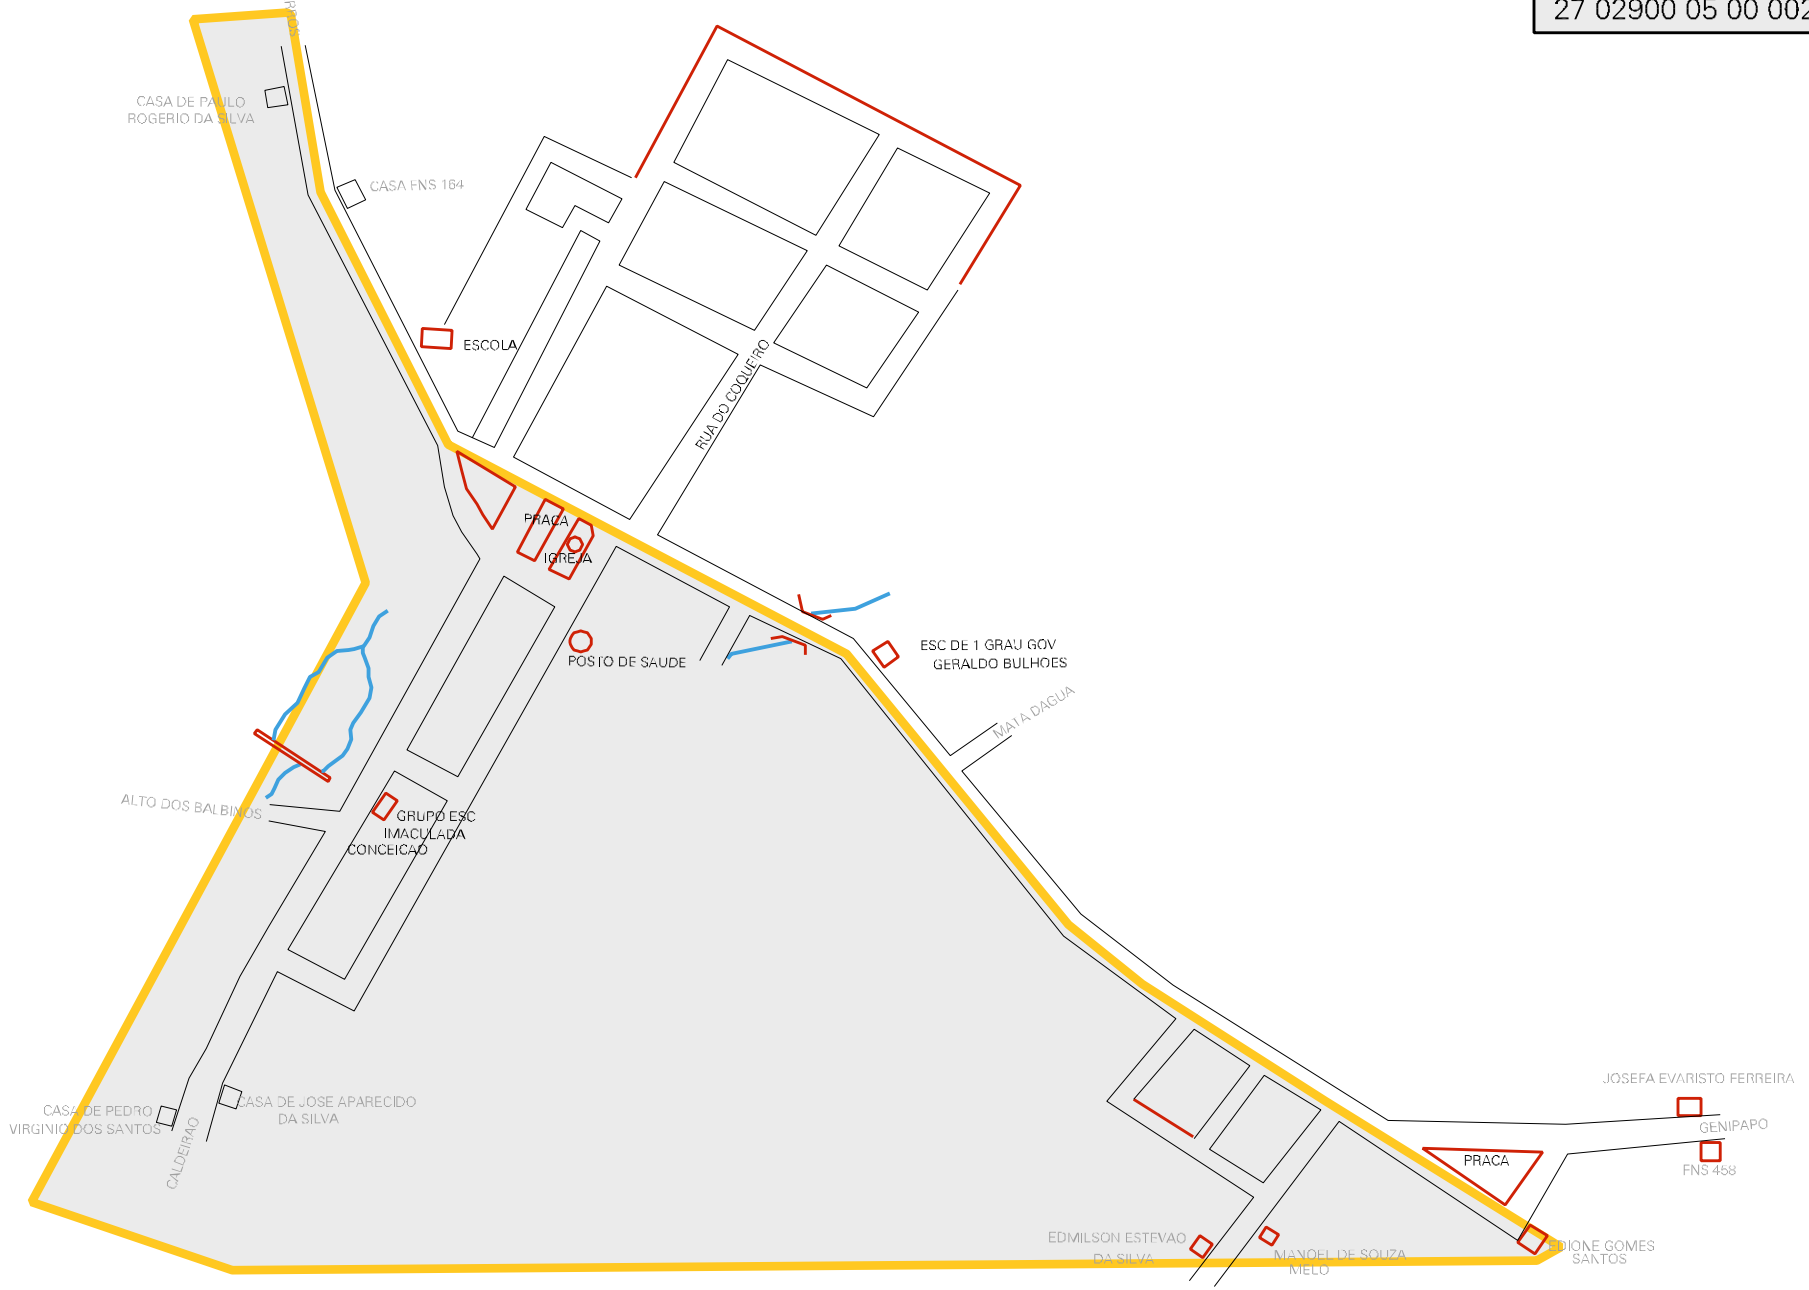 27 02900 05 00 002
CASA DE PAULO
ROGERIO DA SILVA
CASA FNS 164
ESCOLA
RUA DO COQUEIRO
PRACA
IGREJA
POSTO DE SAUDE
ESC DE 1 GRAU GOV
GERALDO BULHOES
MATA DAGUA
ALTO DOS BALBINOS
GRUPO ESC
IMACULADA
CONCEICAO
CASA DE JOSE APARECIDO
DA SILVA
CASA DE PEDRO
VIRGINIO DOS SANTOS
CALDEIRAO
JOSEFA EVARISTO FERREIRA
GENIPAPO
PRACA
FNS 458
EDMILSON ESTEVAO
DA SILVA
MANOEL DE SOUZA
MELO
EDIONE GOMES
SANTOS